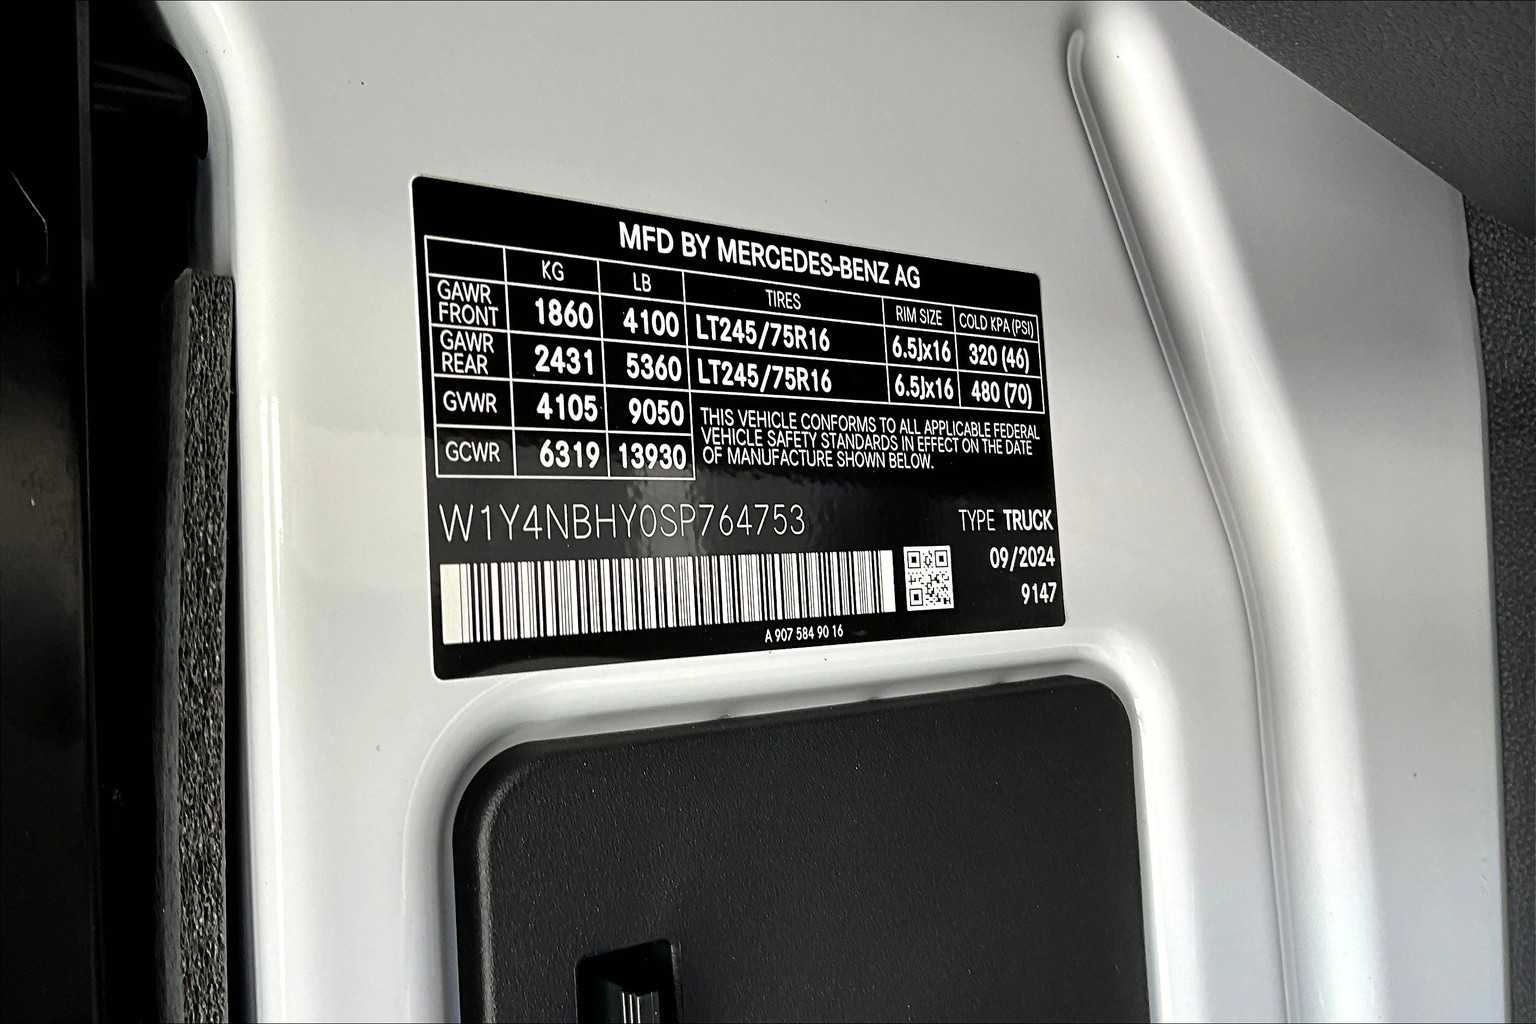 MFD BY MERCEDES-BENZ AG
KG LB TIRES RIM SIZE COLD KPA (PSI)
GAWR FRONT 1860 4100 LT245/75R16 6.5Jx16 320 (46)
GAWR REAR 2431 5360 LT245/75R16 6.5Jx16 480 (70)
GVWR 4105 9050
GCWR 6319 13930
THIS VEHICLE CONFORMS TO ALL APPLICABLE FEDERAL
VEHICLE SAFETY STANDARDS IN EFFECT ON THE DATE
OF MANUFACTURE SHOWN BELOW.
W1Y4NBHY0SP764753
TYPE TRUCK
09/2024
9147
A 907 584 90 16